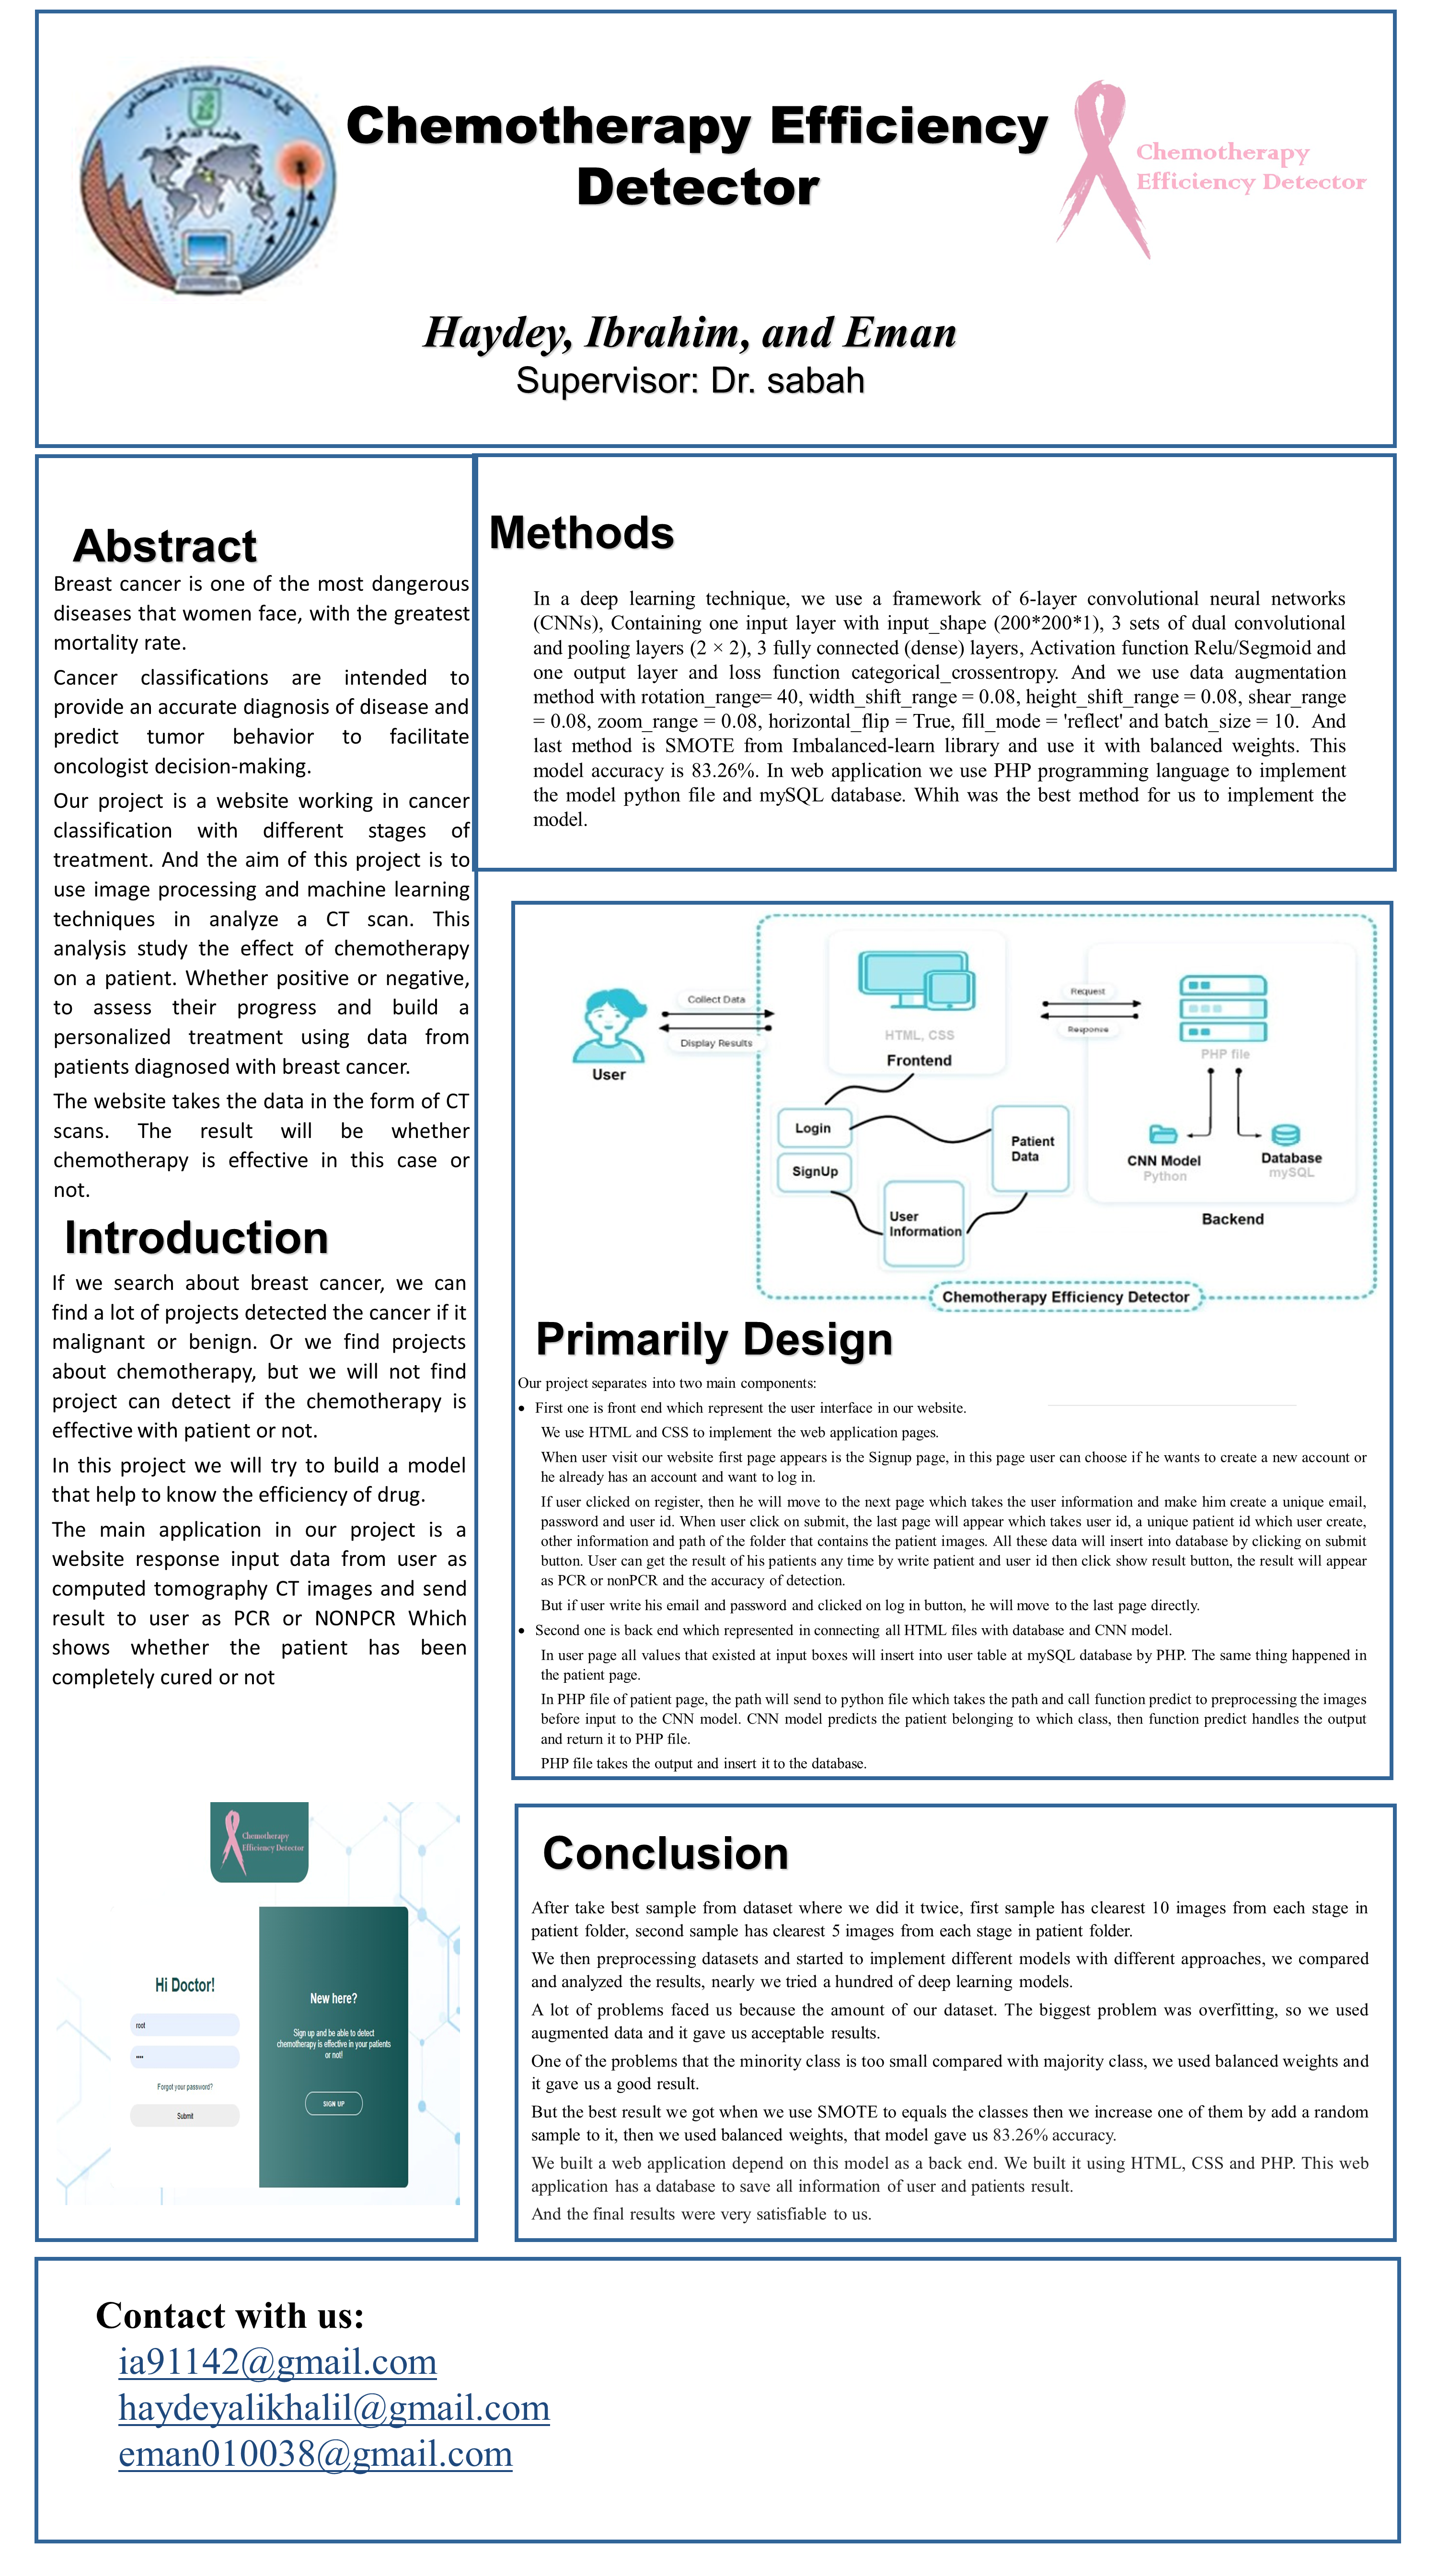 كلية الحاسبات والذكاء الاصطناعي
جامعة القاهرة
Chemotherapy Efficiency
Detector
Chemotherapy
Efficiency Detector
Haydey, Ibrahim, and Eman
Supervisor: Dr. sabah
Abstract
Breast cancer is one of the most dangerous
diseases that women face, with the greatest
mortality rate.
Cancer classifications are intended to
provide an accurate diagnosis of disease and
predict tumor behavior to facilitate
oncologist decision-making.
Our project is a website working in cancer
classification with different stages of
treatment. And the aim of this project is to
use image processing and machine learning
techniques in analyze a CT scan. This
analysis study the effect of chemotherapy
on a patient. Whether positive or negative,
to assess their progress and build a
personalized treatment using data from
patients diagnosed with breast cancer.
The website takes the data in the form of CT
scans. The result will be whether
chemotherapy is effective in this case or
not.
Introduction
If we search about breast cancer, we can
find a lot of projects detected the cancer if it
malignant or benign. Or we find projects
about chemotherapy, but we will not find
project can detect if the chemotherapy is
effective with patient or not.
In this project we will try to build a model
that help to know the efficiency of drug.
The main application in our project is a
website response input data from user as
computed tomography CT images and send
result to user as PCR or NONPCR Which
shows whether the patient has been
completely cured or not
Chemotherapy
Efficiency Detector
Hi Doctor!
root
••••
Forgot your password?
Submit
New here?
Sign up and be able to detect
chemotherapy is effective in your patients
or not!
SIGN UP
Methods
In a deep learning technique, we use a framework of 6-layer convolutional neural networks
(CNNs), Containing one input layer with input_shape (200*200*1), 3 sets of dual convolutional
and pooling layers (2 × 2), 3 fully connected (dense) layers, Activation function Relu/Segmoid and
one output layer and loss function categorical_crossentropy. And we use data augmentation
method with rotation_range= 40, width_shift_range = 0.08, height_shift_range = 0.08, shear_range
= 0.08, zoom_range = 0.08, horizontal_flip = True, fill_mode = 'reflect' and batch_size = 10. And
last method is SMOTE from Imbalanced-learn library and use it with balanced weights. This
model accuracy is 83.26%. In web application we use PHP programming language to implement
the model python file and mySQL database. Whih was the best method for us to implement the
model.
User
Collect Data
Display Results
HTML, CSS
Frontend
Request
Response
PHP file
Login
SignUp
Patient
Data
User
Information
CNN Model
Python
Database
mySQL
Backend
Chemotherapy Efficiency Detector
Primarily Design
Our project separates into two main components:
• First one is front end which represent the user interface in our website.
We use HTML and CSS to implement the web application pages.
When user visit our website first page appears is the Signup page, in this page user can choose if he wants to create a new account or
he already has an account and want to log in.
If user clicked on register, then he will move to the next page which takes the user information and make him create a unique email,
password and user id. When user click on submit, the last page will appear which takes user id, a unique patient id which user create,
other information and path of the folder that contains the patient images. All these data will insert into database by clicking on submit
button. User can get the result of his patients any time by write patient and user id then click show result button, the result will appear
as PCR or nonPCR and the accuracy of detection.
But if user write his email and password and clicked on log in button, he will move to the last page directly.
• Second one is back end which represented in connecting all HTML files with database and CNN model.
In user page all values that existed at input boxes will insert into user table at mySQL database by PHP. The same thing happened in
the patient page.
In PHP file of patient page, the path will send to python file which takes the path and call function predict to preprocessing the images
before input to the CNN model. CNN model predicts the patient belonging to which class, then function predict handles the output
and return it to PHP file.
PHP file takes the output and insert it to the database.
Conclusion
After take best sample from dataset where we did it twice, first sample has clearest 10 images from each stage in
patient folder, second sample has clearest 5 images from each stage in patient folder.
We then preprocessing datasets and started to implement different models with different approaches, we compared
and analyzed the results, nearly we tried a hundred of deep learning models.
A lot of problems faced us because the amount of our dataset. The biggest problem was overfitting, so we used
augmented data and it gave us acceptable results.
One of the problems that the minority class is too small compared with majority class, we used balanced weights and
it gave us a good result.
But the best result we got when we use SMOTE to equals the classes then we increase one of them by add a random
sample to it, then we used balanced weights, that model gave us 83.26% accuracy.
We built a web application depend on this model as a back end. We built it using HTML, CSS and PHP. This web
application has a database to save all information of user and patients result.
And the final results were very satisfiable to us.
Contact with us:
ia91142@gmail.com
haydeyalikhalil@gmail.com
eman010038@gmail.com